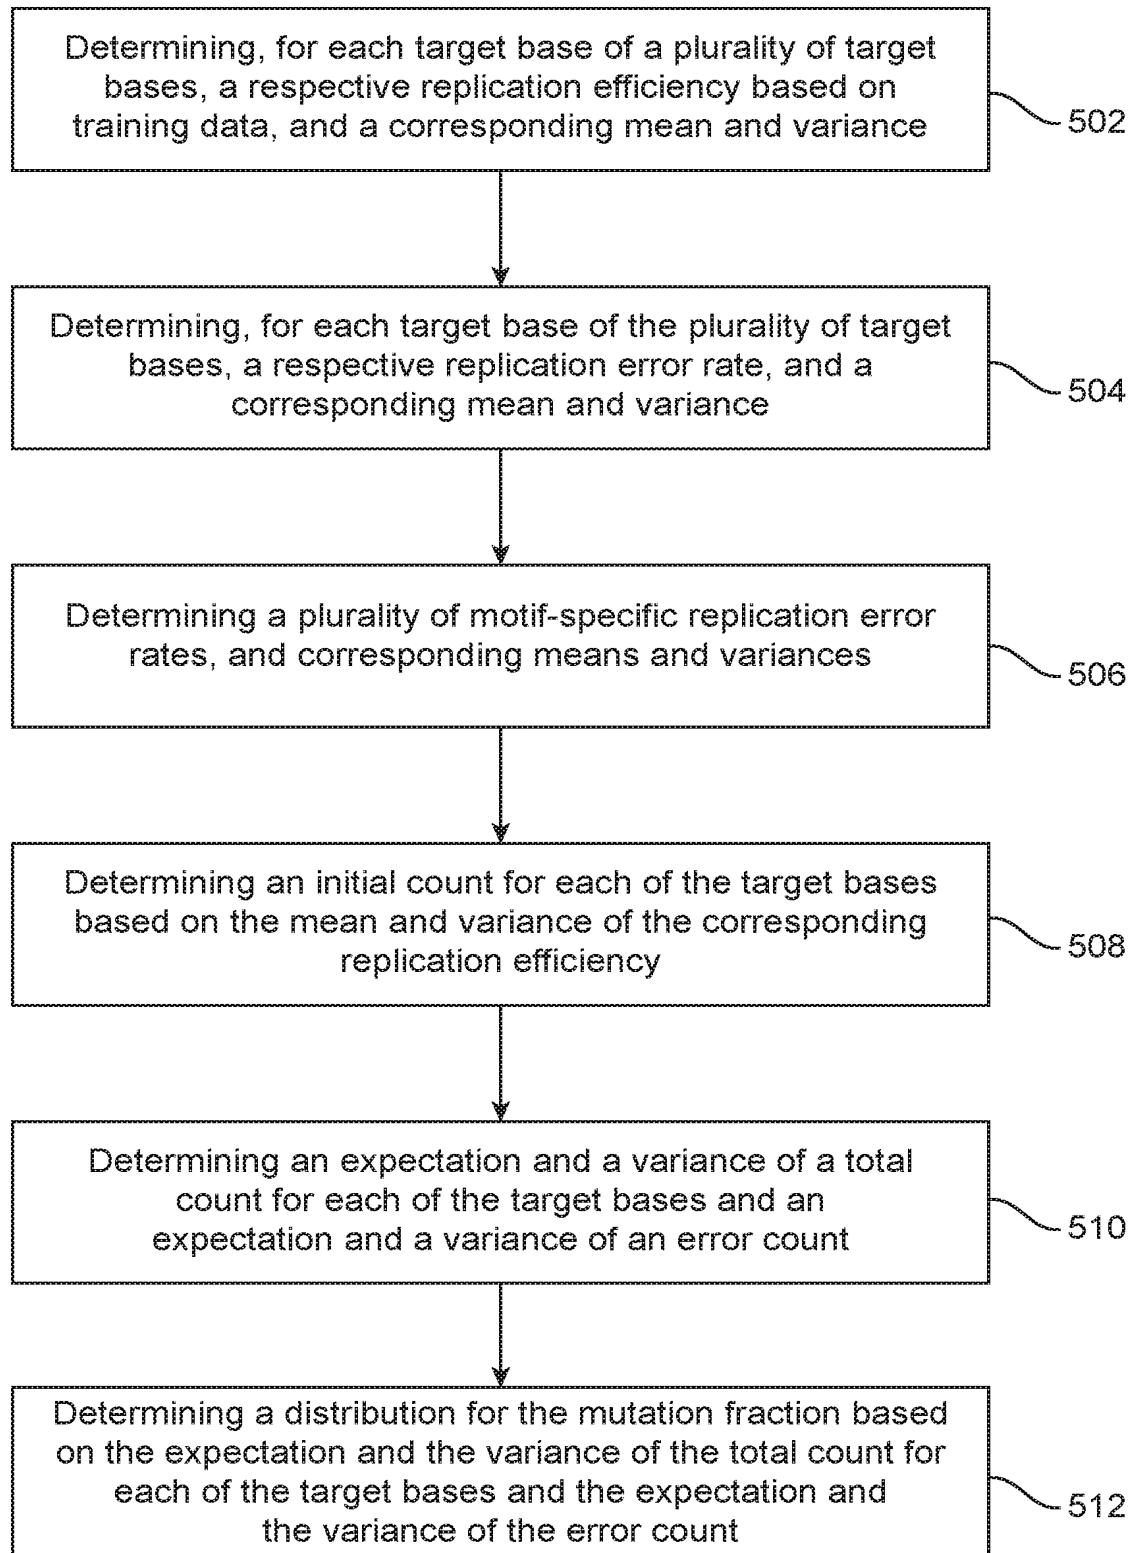 Determining, for each target base of a plurality of target
bases, a respective replication efficiency based on
training data, and a corresponding mean and variance
502
Determining, for each target base of the plurality of target
bases, a respective replication error rate, and a
corresponding mean and variance
504
Determining a plurality of motif-specific replication error
rates, and corresponding means and variances
506
Determining an initial count for each of the target bases
based on the mean and variance of the corresponding
replication efficiency
508
Determining an expectation and a variance of a total
count for each of the target bases and an
expectation and a variance of an error count
510
Determining a distribution for the mutation fraction based
on the expectation and the variance of the total count for
each of the target bases and the expectation and
the variance of the error count
512